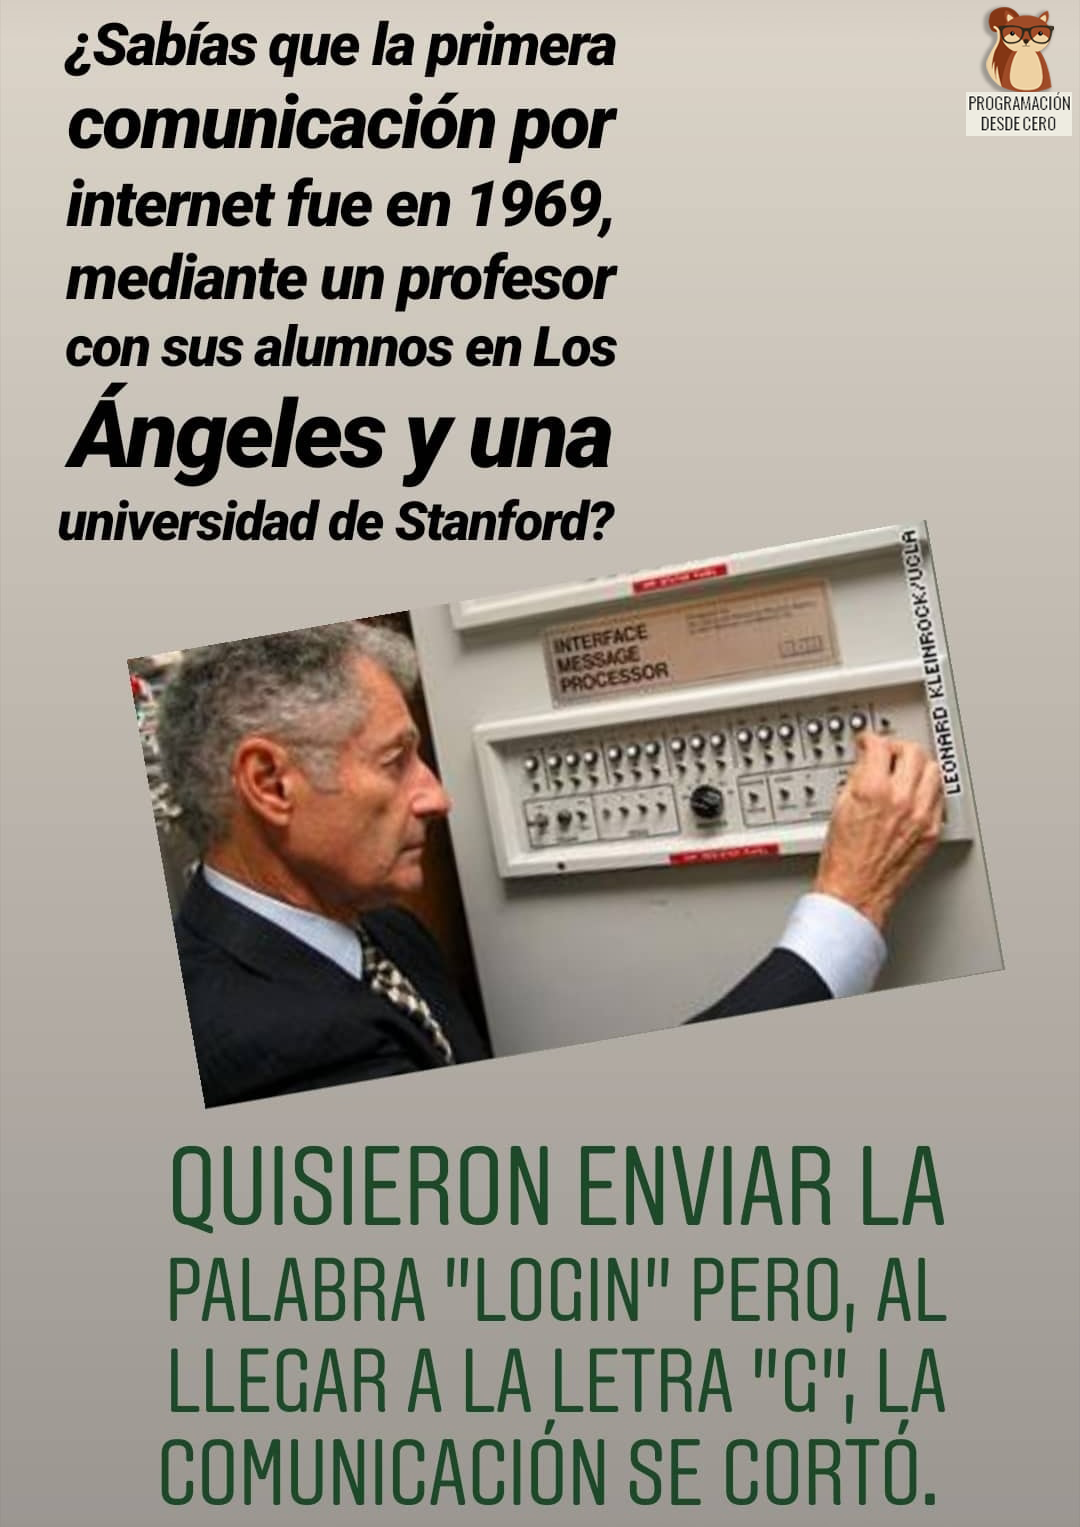 ¿Sabías que la primera
comunicación por
internet fue en 1969,
mediante un profesor
con sus alumnos en Los
Ángeles y una
universidad de Stanford?
PROGRAMACIÓN
DESDE CERO
INTERFACE
MESSAGE
PROCESSOR
LEONARD KLEINROCK/UCLA
QUISIERON ENVIAR LA
PALABRA "LOGIN" PERO, AL
LLEGAR A LA LETRA "G", LA
COMUNICACIÓN SE CORTÓ.